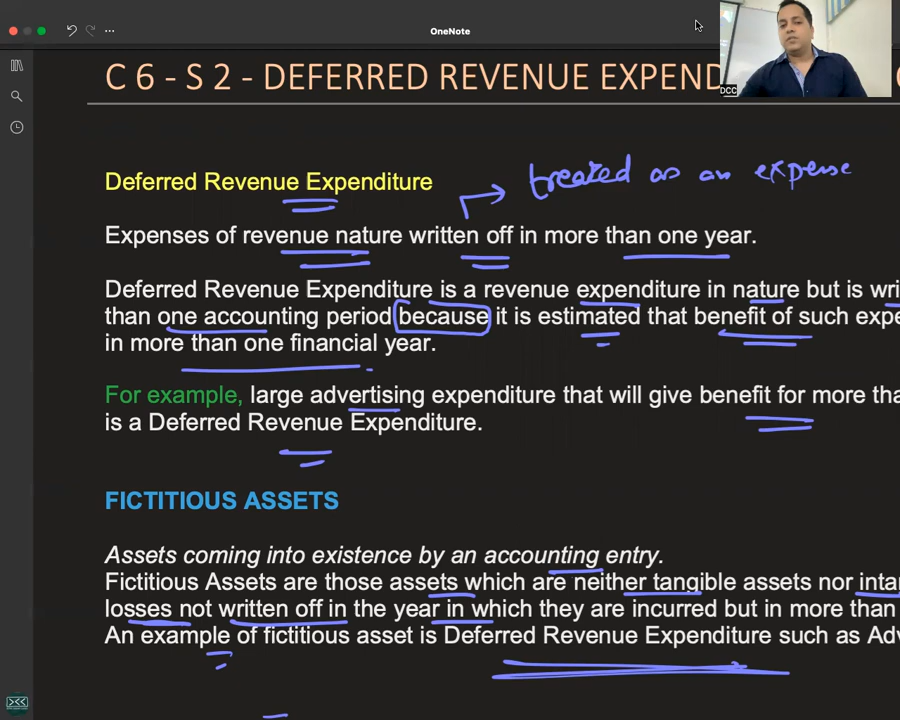 OneNote
C 6 - S 2 - DEFERRED REVENUE EXPEND
DCC
Deferred Revenue Expenditure
treated as an expense
Expenses of revenue nature written off in more than one year.
Deferred Revenue Expenditure is a revenue expenditure in nature but is wri
than one accounting period because it is estimated that benefit of such expe
in more than one financial year.
For example, large advertising expenditure that will give benefit for more tha
is a Deferred Revenue Expenditure.
FICTITIOUS ASSETS
Assets coming into existence by an accounting entry.
Fictitious Assets are those assets which are neither tangible assets nor intan
losses not written off in the year in which they are incurred but in more than
An example of fictitious asset is Deferred Revenue Expenditure such as Adv